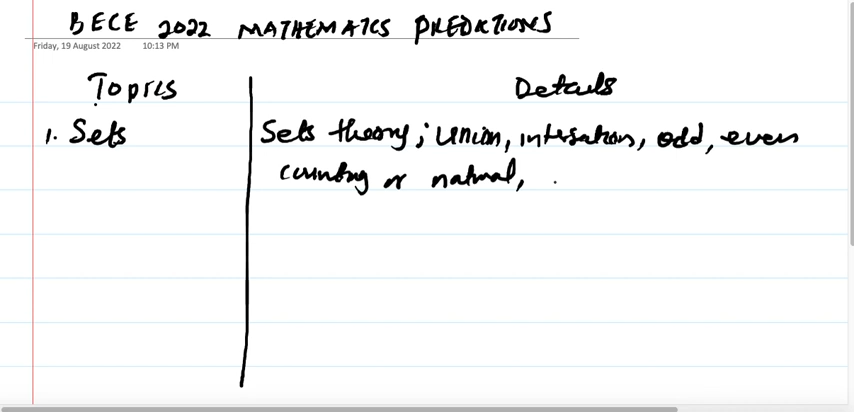 BECE 2022 MATHEMATICS PREDICTIONS
Friday, 19 August 2022 10:13 PM
Topics Details
1. Sets Sets theory; Union, intersection, odd, even
counting or natural,